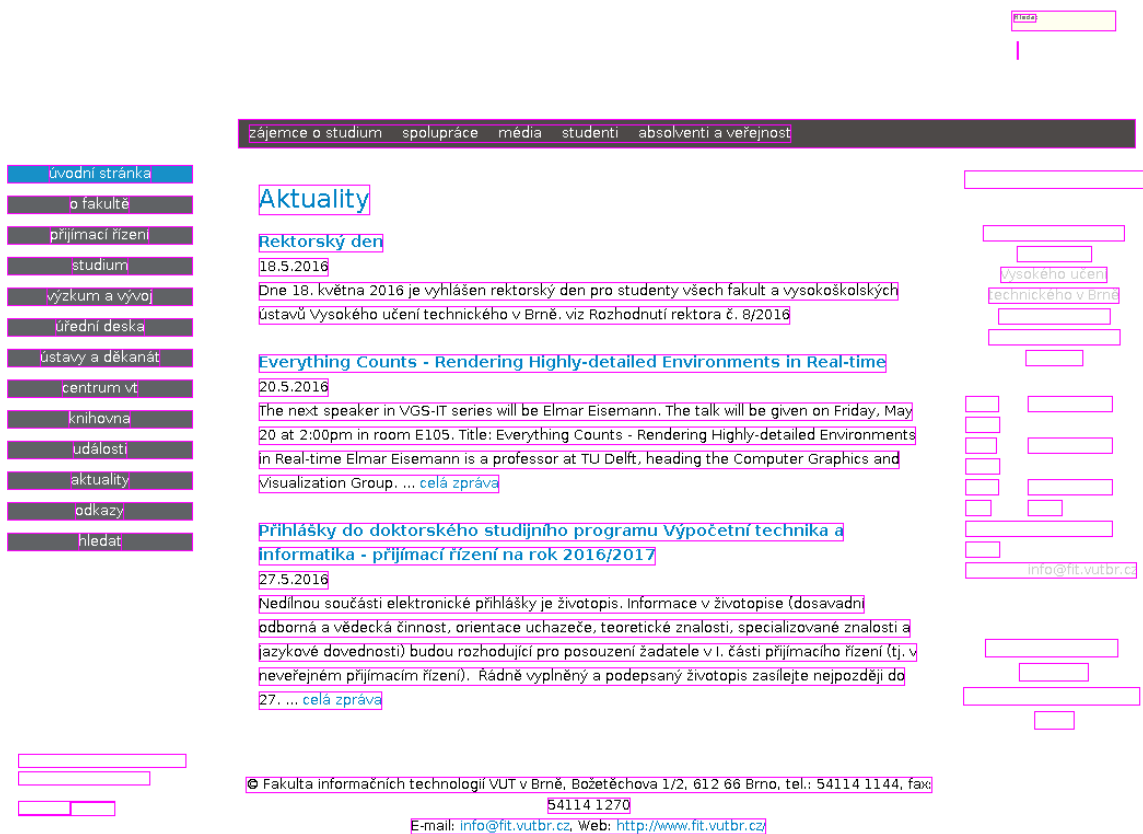 Hledat
zájemce o studium spolupráce média studenti absolventi a veřejnost
úvodní stránka
o fakultě
přijímací řízení
studium
výzkum a vývoj
úřední deska
ústavy a děkanát
centrum vt
knihovna
události
aktuality
odkazy
hledat
Aktuality
Rektorský den
18.5.2016
Dne 18. května 2016 je vyhlášen rektorský den pro studenty všech fakult a vysokoškolských
ústavů Vysokého učení technického v Brně. viz Rozhodnutí rektora č. 8/2016
Everything Counts - Rendering Highly-detailed Environments in Real-time
20.5.2016
The next speaker in VGS-IT series will be Elmar Eisemann. The talk will be given on Friday, May
20 at 2:00pm in room E105. Title: Everything Counts - Rendering Highly-detailed Environments
in Real-time Elmar Eisemann is a professor at TU Delft, heading the Computer Graphics and
Visualization Group. ... celá zpráva
Přihlášky do doktorského studijního programu Výpočetní technika a
informatika - přijímací řízení na rok 2016/2017
27.5.2016
Nedílnou součásti elektronické přihlášky je životopis. Informace v životopise (dosavadní
odborná a vědecká činnost, orientace uchazeče, teoretické znalosti, specializované znalosti a
jazykové dovednosti) budou rozhodující pro posouzení žadatele v I. části přijímacího řízení (tj. v
neveřejném přijímacím řízení). Řádně vyplněný a podepsaný životopis zasílejte nejpozději do
27. ... celá zpráva
Vysokého učení
technického v Brně
info@fit.vutbr.cz
© Fakulta informačních technologií VUT v Brně, Božetěchova 1/2, 612 66 Brno, tel.: 54114 1144, fax:
54114 1270
E-mail: info@fit.vutbr.cz, Web: http://www.fit.vutbr.cz/